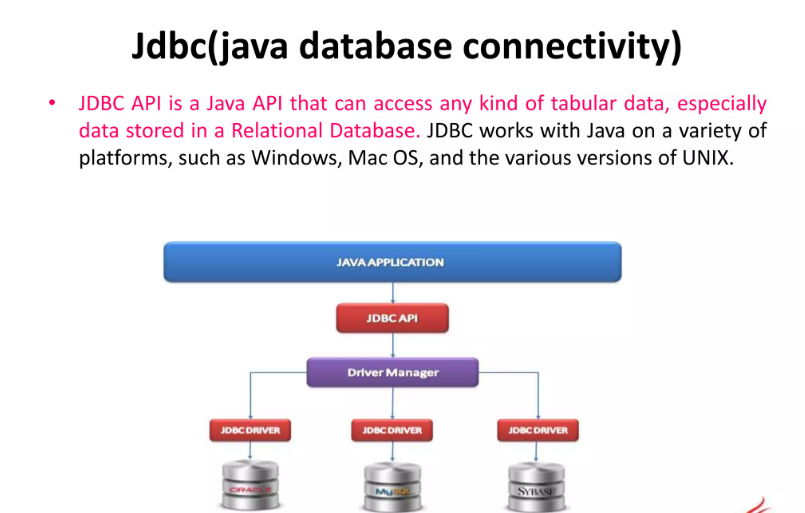 Jdbc(java database connectivity)
• JDBC API is a Java API that can access any kind of tabular data, especially
data stored in a Relational Database. JDBC works with Java on a variety of
platforms, such as Windows, Mac OS, and the various versions of UNIX.
JAVA APPLICATION
JDBC API
Driver Manager
JDBC DRIVER
JDBC DRIVER
JDBC DRIVER
ORACLE
MySQL
SYBASE